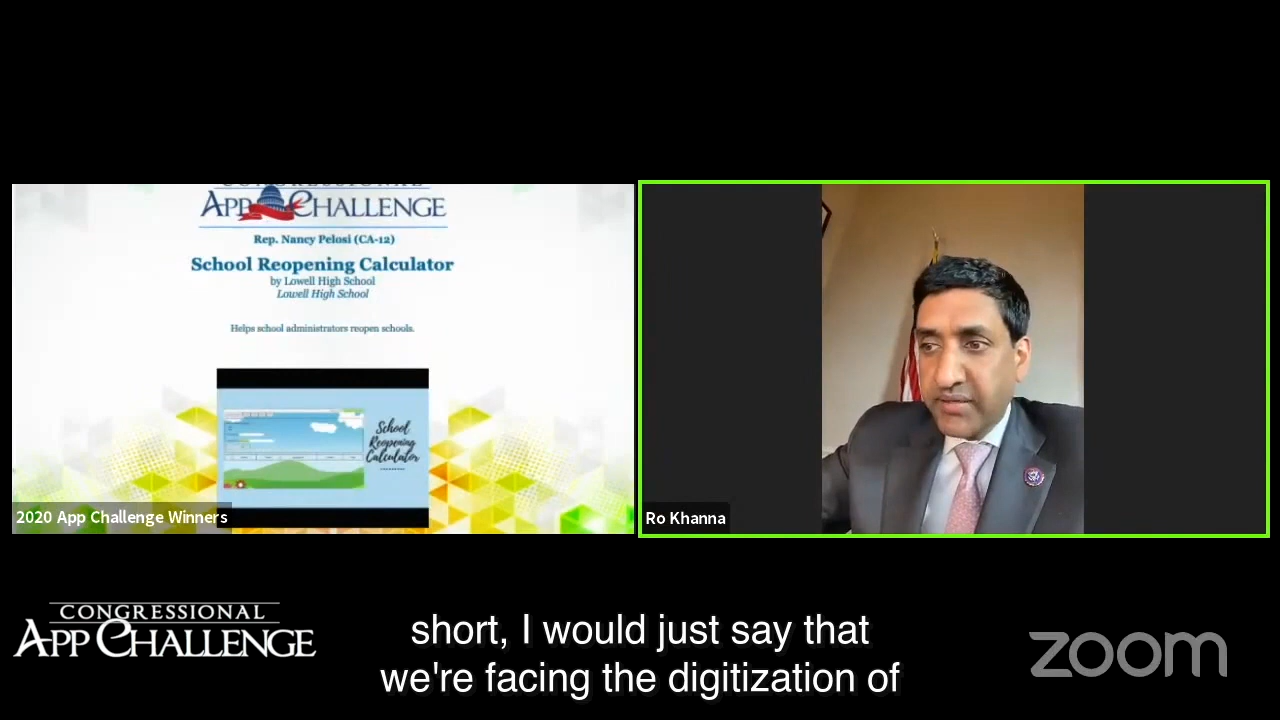 CONGRESSIONAL
APP CHALLENGE
Rep. Nancy Pelosi (CA-12)
School Reopening Calculator
by Lowell High School
Lowell High School
Helps school administrators reopen schools.
School
Reopening
Calculator
2020 App Challenge Winners
Ro Khanna
CONGRESSIONAL
APP CHALLENGE
short, I would just say that
we're facing the digitization of
zoom